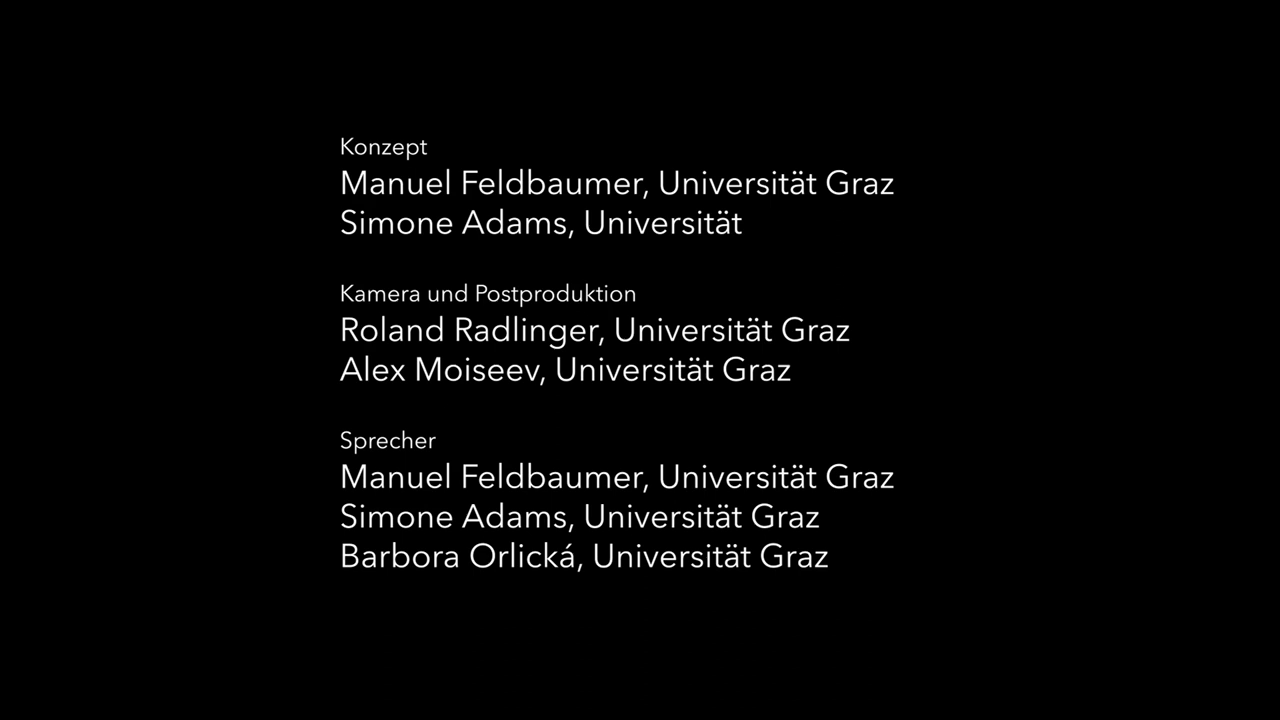 Konzept
Manuel Feldbaumer, Universität Graz
Simone Adams, Universität
Kamera und Postproduktion
Roland Radlinger, Universität Graz
Alex Moiseev, Universität Graz
Sprecher
Manuel Feldbaumer, Universität Graz
Simone Adams, Universität Graz
Barbora Orlická, Universität Graz